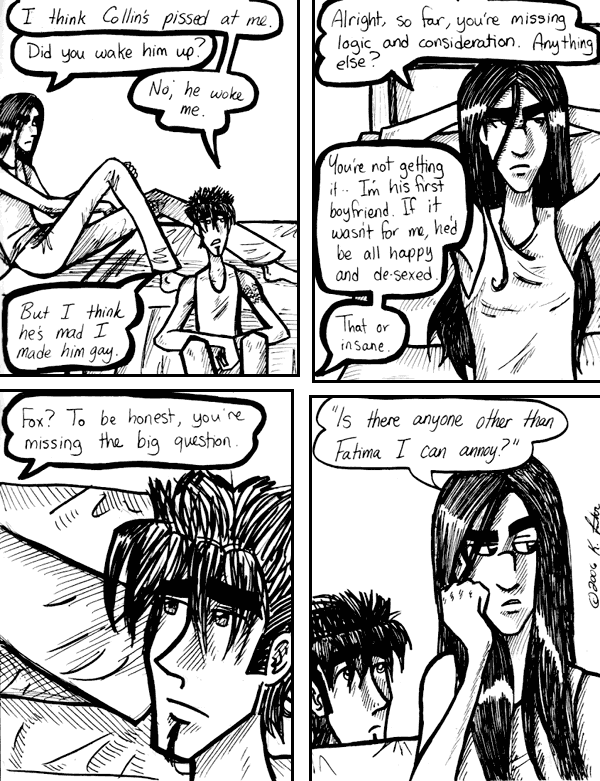 I think Collin's pissed at me.
Did you wake him up?
No, he woke
me.
But I think
he's mad I
made him gay.
Alright, so far, you're missing
logic and consideration. Anything
else?
You're not getting
it.. I'm his first
boyfriend. If it
wasn't for me, he'd
be all happy
and de-sexed.
That or
insane.
Fox? To be honest, you're
missing the big question.
"Is there anyone other than
Fatima I can annoy?"
©2006 K.